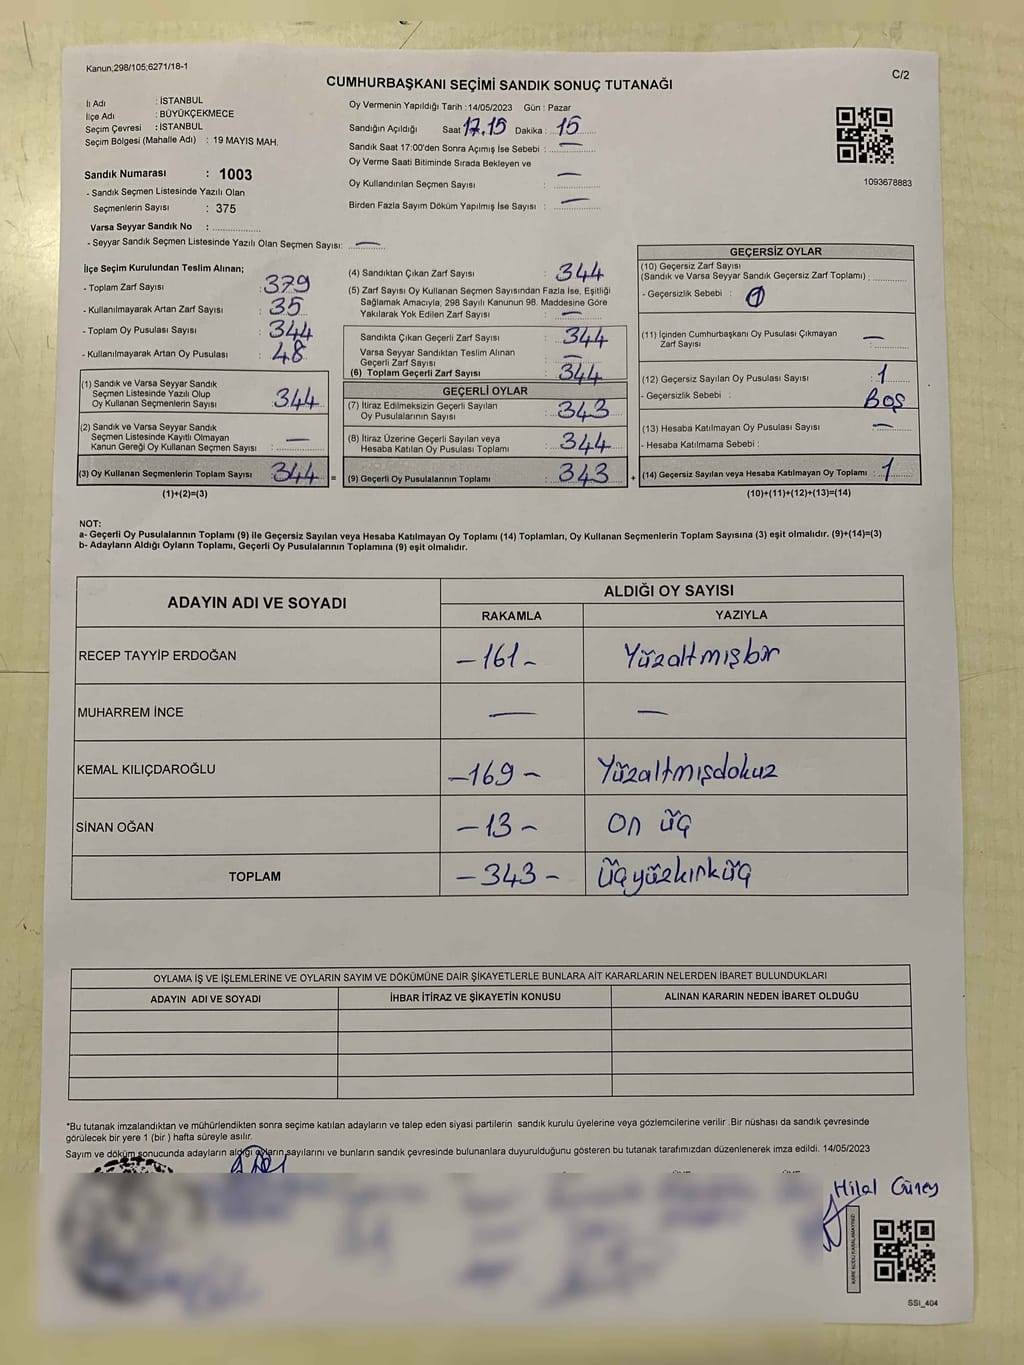 Kanun,298/105;6271/18-1
C/2
CUMHURBAŞKANI SEÇİMİ SANDIK SONUÇ TUTANAĞI
İl Adı : İSTANBUL
İlçe Adı : BÜYÜKÇEKMECE
Seçim Çevresi : İSTANBUL
Seçim Bölgesi (Mahalle Adı) : 19 MAYIS MAH.
Sandık Numarası : 1003
- Sandık Seçmen Listesinde Yazılı Olan
Seçmenlerin Sayısı : 375
Varsa Seyyar Sandık No :
- Seyyar Sandık Seçmen Listesinde Yazılı Olan Seçmen Sayısı: —
Oy Vermenin Yapıldığı Tarih : 14/05/2023 Gün : Pazar
Sandığın Açıldığı Saat 17.15 Dakika : 15
Sandık Saat 17:00'den Sonra Açımış İse Sebebi : —
Oy Verme Saati Bitiminde Sırada Bekleyen ve
Oy Kullandırılan Seçmen Sayısı : —
Birden Fazla Sayım Döküm Yapılmış İse Sayısı : —
1093678883
İlçe Seçim Kurulundan Teslim Alınan;
- Toplam Zarf Sayısı : 379
- Kullanılmayarak Artan Zarf Sayısı : 35
- Toplam Oy Pusulası Sayısı : 344
- Kullanılmayarak Artan Oy Pusulası : 48
(1) Sandık ve Varsa Seyyar Sandık
Seçmen Listesinde Yazılı Olup
Oy Kullanan Seçmenlerin Sayısı : 344
(2) Sandık ve Varsa Seyyar Sandık
Seçmen Listesinde Kayıtlı Olmayan
Kanun Gereği Oy Kullanan Seçmen Sayısı : —
(3) Oy Kullanan Seçmenlerin Toplam Sayısı : 344 =
(1)+(2)=(3)
(4) Sandıktan Çıkan Zarf Sayısı : 344
(5) Zarf Sayısı Oy Kullanan Seçmen Sayısından Fazla İse, Eşitliği
Sağlamak Amacıyla; 298 Sayılı Kanunun 98. Maddesine Göre
Yakılarak Yok Edilen Zarf Sayısı : —
Sandıkta Çıkan Geçerli Zarf Sayısı : 344
Varsa Seyyar Sandıktan Teslim Alınan
Geçerli Zarf Sayısı : —
(6) Toplam Geçerli Zarf Sayısı : 344
GEÇERLİ OYLAR
(7) İtiraz Edilmeksizin Geçerli Sayılan
Oy Pusulalarının Sayısı : 343
(8) İtiraz Üzerine Geçerli Sayılan veya
Hesaba Katılan Oy Pusulası Toplamı : 344
(9) Geçerli Oy Pusulalarının Toplamı : 343 +
GEÇERSİZ OYLAR
(10) Geçersiz Zarf Sayısı
(Sandık ve Varsa Seyyar Sandık Geçersiz Zarf Toplamı) :
- Geçersizlik Sebebi :
(11) İçinden Cumhurbaşkanı Oy Pusulası Çıkmayan
Zarf Sayısı : —
(12) Geçersiz Sayılan Oy Pusulası Sayısı : 1
- Geçersizlik Sebebi : Boş
(13) Hesaba Katılmayan Oy Pusulası Sayısı : —
- Hesaba Katılmama Sebebi :
(14) Geçersiz Sayılan veya Hesaba Katılmayan Oy Toplamı : 1
(10)+(11)+(12)+(13)=(14)
NOT:
a- Geçerli Oy Pusulalarının Toplamı (9) ile Geçersiz Sayılan veya Hesaba Katılmayan Oy Toplamı (14) Toplamları, Oy Kullanan Seçmenlerin Toplam Sayısına (3) eşit olmalıdır. (9)+(14)=(3)
b- Adayların Aldığı Oyların Toplamı, Geçerli Oy Pusulalarının Toplamına (9) eşit olmalıdır.
ADAYIN ADI VE SOYADI ALDIĞI OY SAYISI
RAKAMLA YAZIYLA
RECEP TAYYİP ERDOĞAN -161- Yüzaltmışbir
MUHARREM İNCE — —
KEMAL KILIÇDAROĞLU -169- Yüzaltmışdokuz
SİNAN OĞAN -13- On üç
TOPLAM -343- Üçyüzkırküç
OYLAMA İŞ VE İŞLEMLERİNE VE OYLARIN SAYIM VE DÖKÜMÜNE DAİR ŞİKAYETLERLE BUNLARA AİT KARARLARIN NELERDEN İBARET BULUNDUKLARI
ADAYIN ADI VE SOYADI İHBAR İTİRAZ VE ŞİKAYETİN KONUSU ALINAN KARARIN NEDEN İBARET OLDUĞU
*Bu tutanak imzalandıktan ve mühürlendikten sonra seçime katılan adayların ve talep eden siyasi partilerin sandık kurulu üyelerine veya gözlemcilerine verilir .Bir nüshası da sandık çevresinde
görülecek bir yere 1 (bir ) hafta süreyle asılır.
Sayım ve döküm sonucunda adayların aldığı oyların sayılarını ve bunların sandık çevresinde bulunanlara duyurulduğunu gösteren bu tutanak tarafımızdan düzenlenerek imza edildi. 14/05/2023
Hilal Güney
KARE KODU KARALAMAYINIZ!
SSI_404